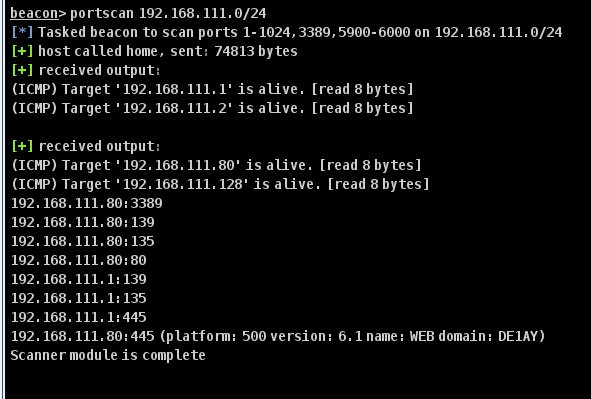 beacon> portscan 192.168.111.0/24
[*] Tasked beacon to scan ports 1-1024,3389,5900-6000 on 192.168.111.0/24
[+] host called home, sent: 74813 bytes
[+] received output:
(ICMP) Target '192.168.111.1' is alive. [read 8 bytes]
(ICMP) Target '192.168.111.2' is alive. [read 8 bytes]
[+] received output:
(ICMP) Target '192.168.111.80' is alive. [read 8 bytes]
(ICMP) Target '192.168.111.128' is alive. [read 8 bytes]
192.168.111.80:3389
192.168.111.80:139
192.168.111.80:135
192.168.111.80:80
192.168.111.1:139
192.168.111.1:135
192.168.111.1:445
192.168.111.80:445 (platform: 500 version: 6.1 name: WEB domain: DE1AY)
Scanner module is complete